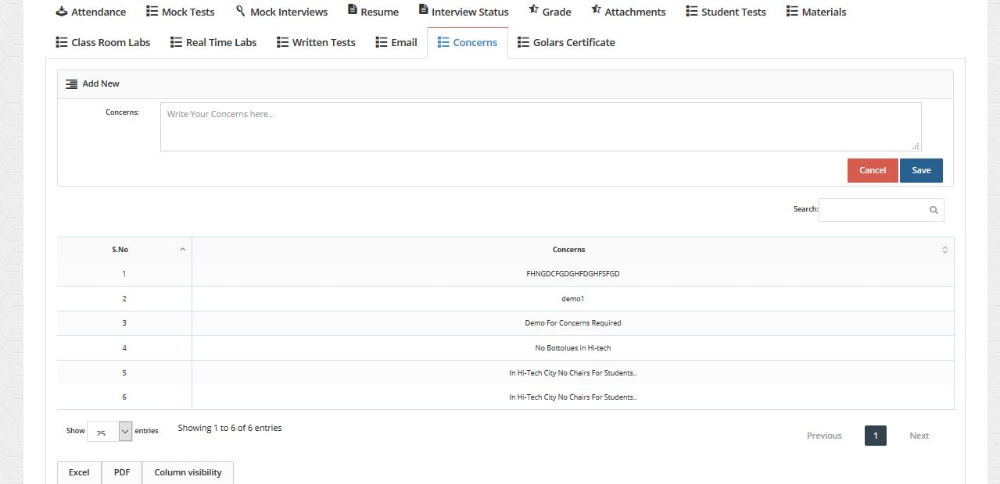 Attendance Mock Tests Mock Interviews Resume Interview Status Grade Attachments Student Tests Materials
Class Room Labs Real Time Labs Written Tests Email Concerns Golars Certificate
Add New
Concerns: Write Your Concerns here...
Cancel Save
Search:
S.No Concerns
1 FHNGDCFGDGHFDGHFSFGD
2 demo1
3 Demo For Concerns Required
4 No Bottolues in Hi-tech
5 In Hi-Tech City No Chairs For Students..
6 In Hi-Tech City No Chairs For Students..
Show 25 entries Showing 1 to 6 of 6 entries
Previous 1 Next
Excel PDF Column visibility